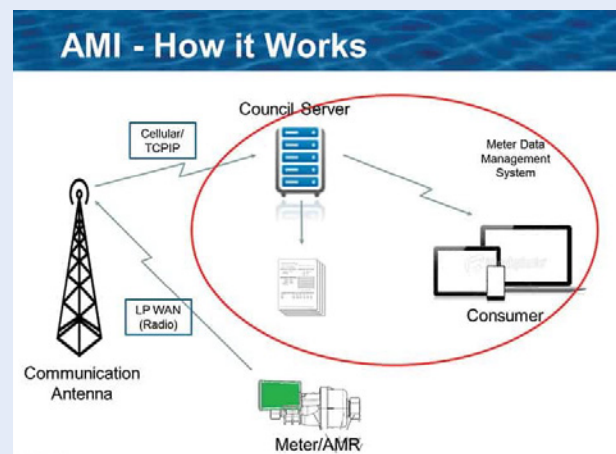 AMI - How it Works
Council Server
Cellular/
TCPIP
Meter Data
Management
System
LP WAN
(Radio)
Consumer
Communication
Antenna
Meter/AMR